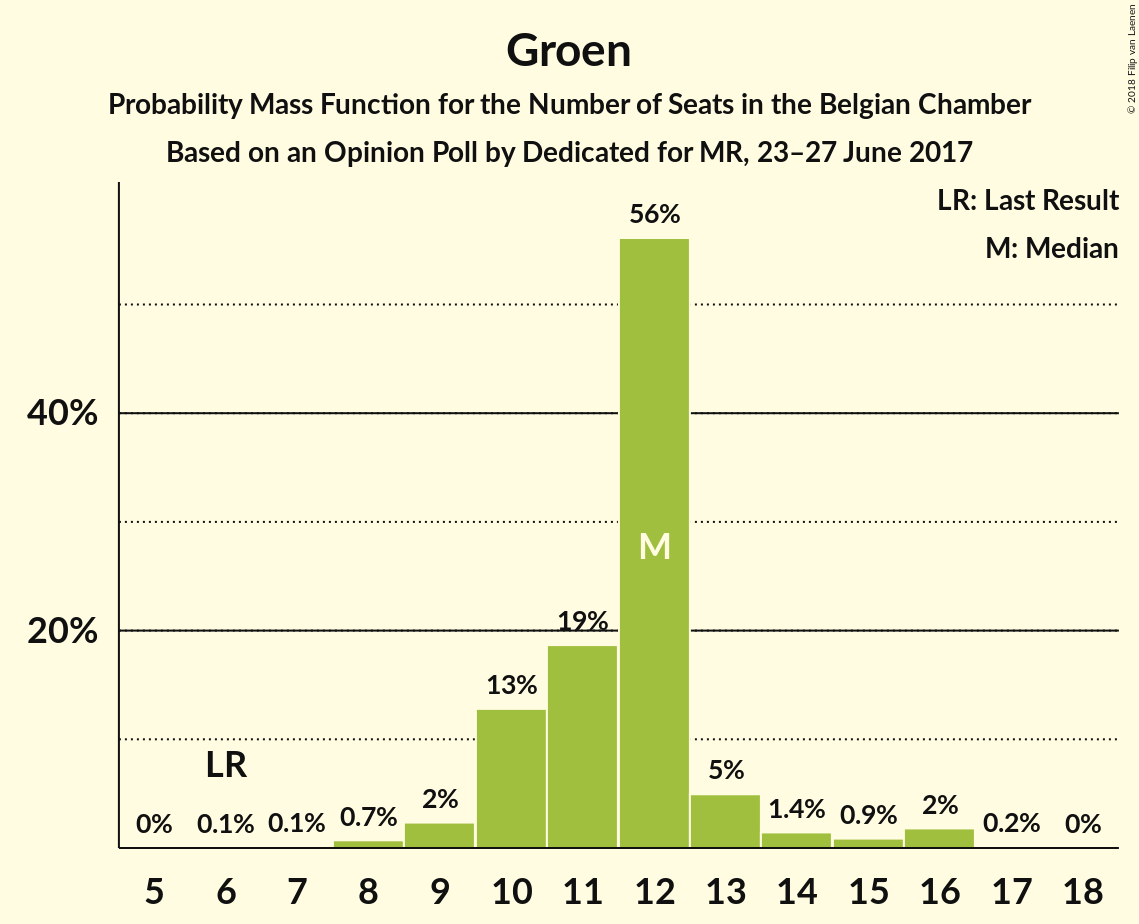 Groen
Probability Mass Function for the Number of Seats in the Belgian Chamber
Based on an Opinion Poll by Dedicated for MR, 23–27 June 2017
© 2018 Filip van Laenen
LR: Last Result
M: Median
56%
40%
M
19%
20%
13%
LR
5%
2%
0%
0.1%
0.1%
0.7%
1.4%
0.9%
2%
0.2%
0%
5 6 7 8 9 10 11 12 13 14 15 16 17 18